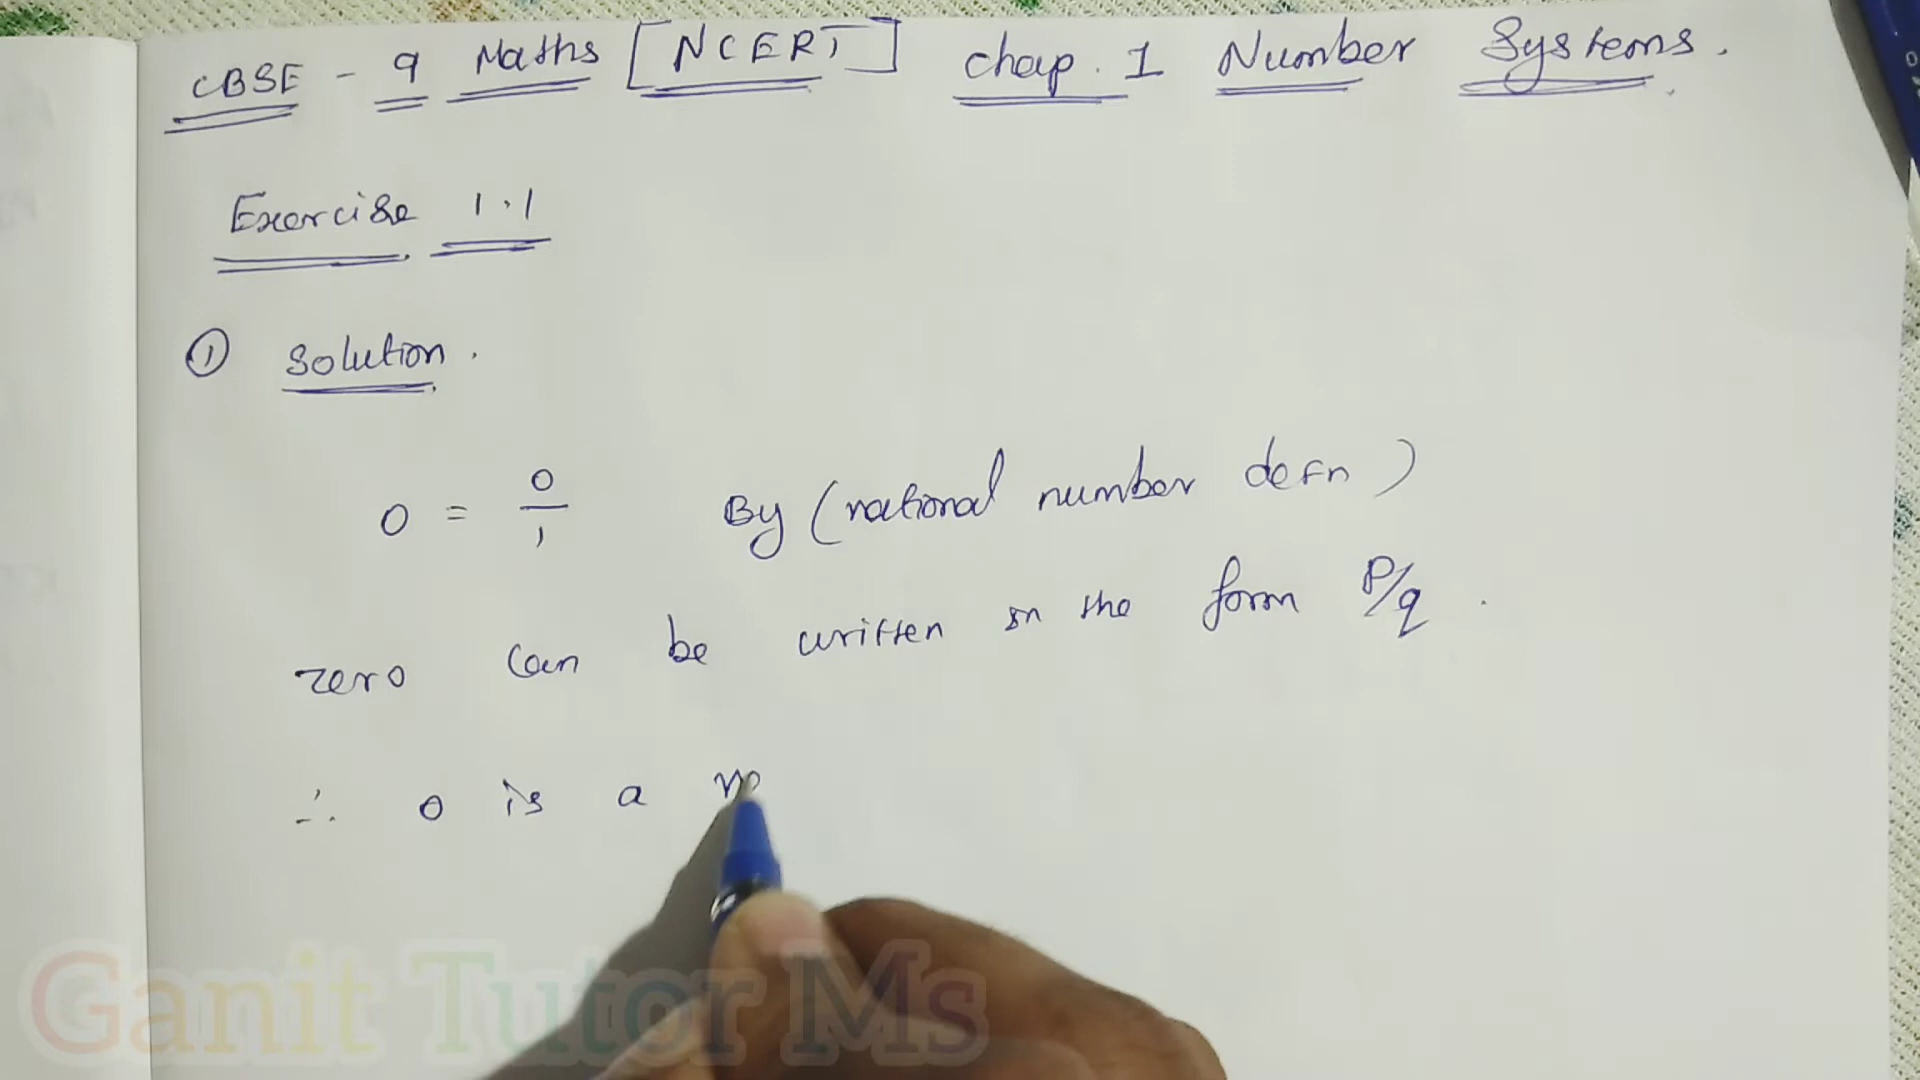 CBSE - 9 Maths [NCERT] chap. 1 Number Systems.
Exercise 1.1
① Solution.
0 = 0/1 By (rational number defn)
zero can be written in the form P/q.
∴ 0 is a
Ganit Tutor Ms